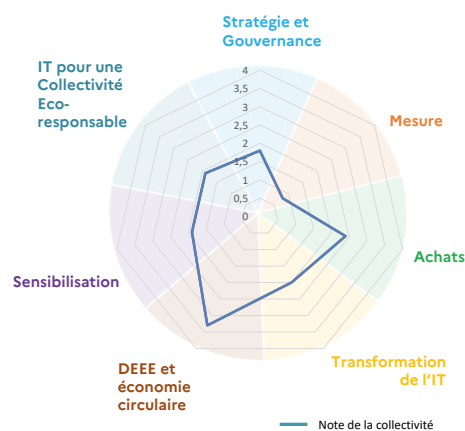 Stratégie et
Gouvernance
IT pour une
Collectivité
Eco-
responsable
Mesure
4
3,5
3
2,5
2
1,5
1
0,5
0
Achats
Sensibilisation
Transformation
de l'IT
DEEE et
économie
circulaire
Note de la collectivité